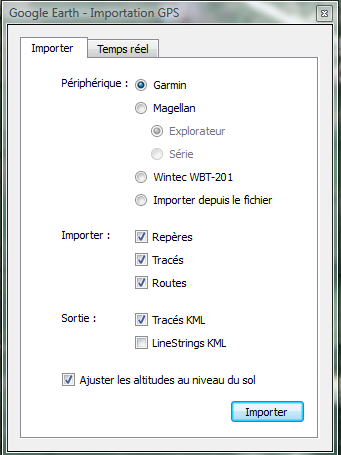 Google Earth - Importation GPS
Importer
Temps réel
Périphérique :
Garmin
Magellan
Explorateur
Série
Wintec WBT-201
Importer depuis le fichier
Importer :
Repères
Tracés
Routes
Sortie :
Tracés KML
LineStrings KML
Ajuster les altitudes au niveau du sol
Importer